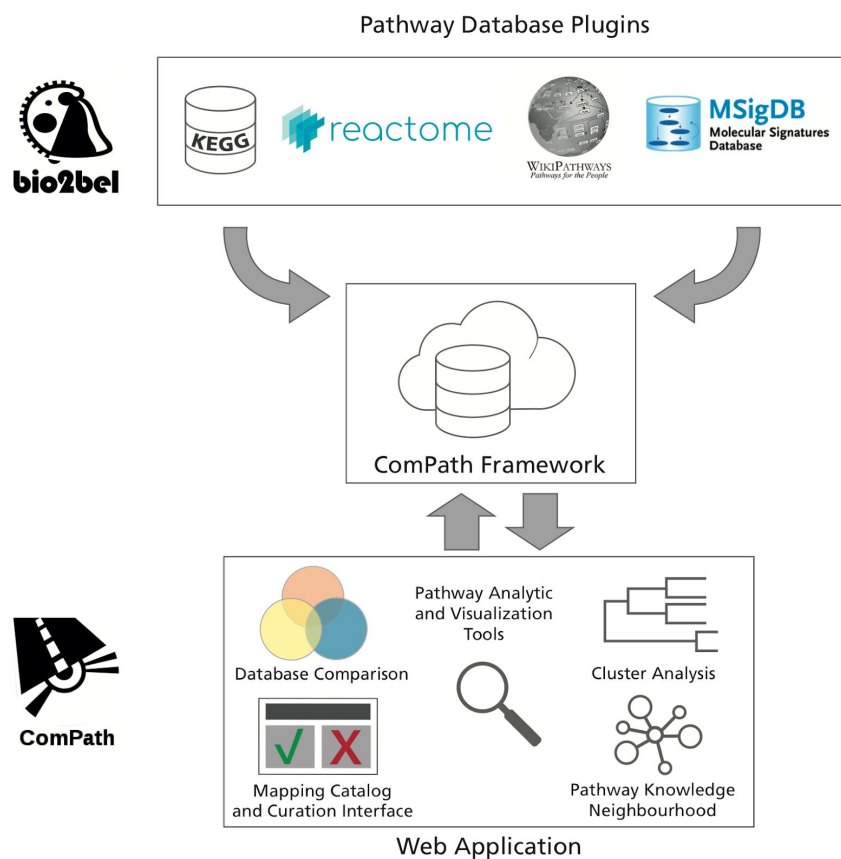 Pathway Database Plugins
bio2bel
KEGG
reactome
WIKIPATHWAYS
Pathways for the People
MSigDB
Molecular Signatures
Database
ComPath Framework
Pathway Analytic
and Visualization
Tools
Database Comparison
Cluster Analysis
ComPath
Mapping Catalog
and Curation Interface
Pathway Knowledge
Neighbourhood
Web Application